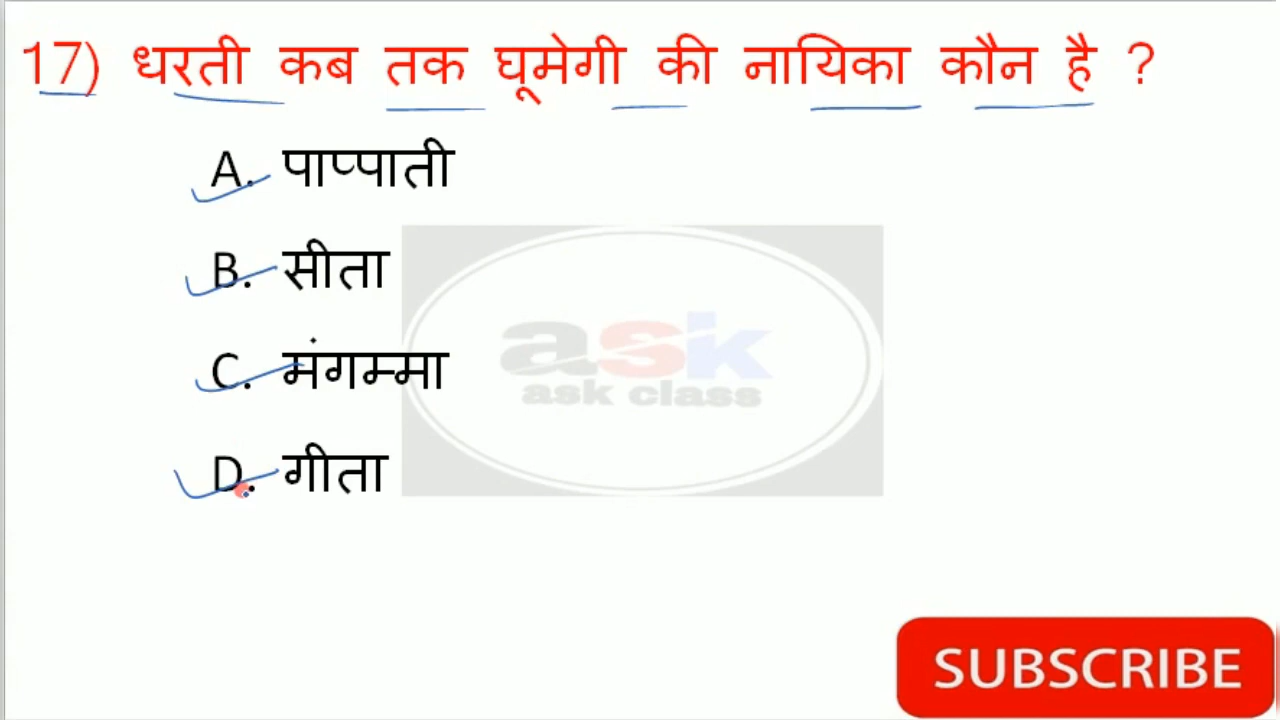 17) धरती कब तक घूमेगी की नायिका कौन है ?
A. पाप्पाती
B. सीता
ask
ask class
C. मंगम्मा
D. गीता
SUBSCRIBE